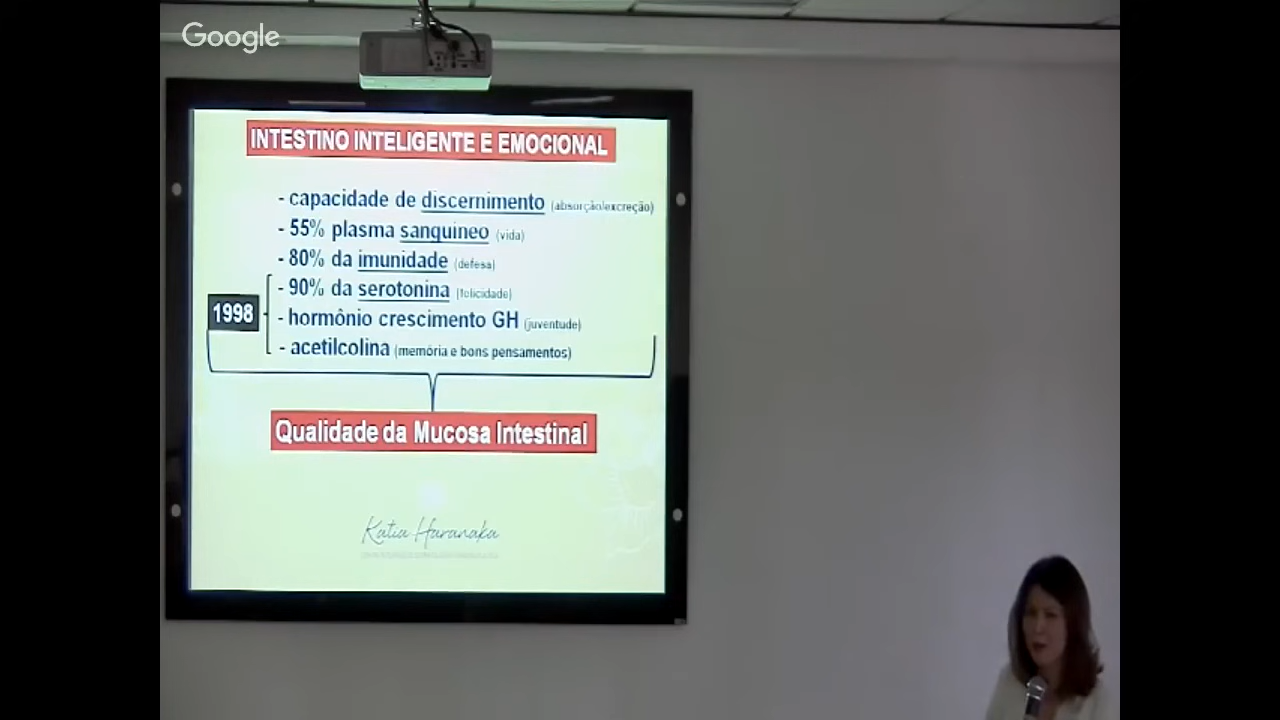 Google
INTESTINO INTELIGENTE E EMOCIONAL
- capacidade de discernimento (absorção/excreção)
- 55% plasma sanguineo (vida)
- 80% da imunidade (defesa)
- 90% da serotonina (felicidade)
1998
- hormônio crescimento GH (juventude)
- acetilcolina (memória e bons pensamentos)
Qualidade da Mucosa Intestinal
Katia Haranaka